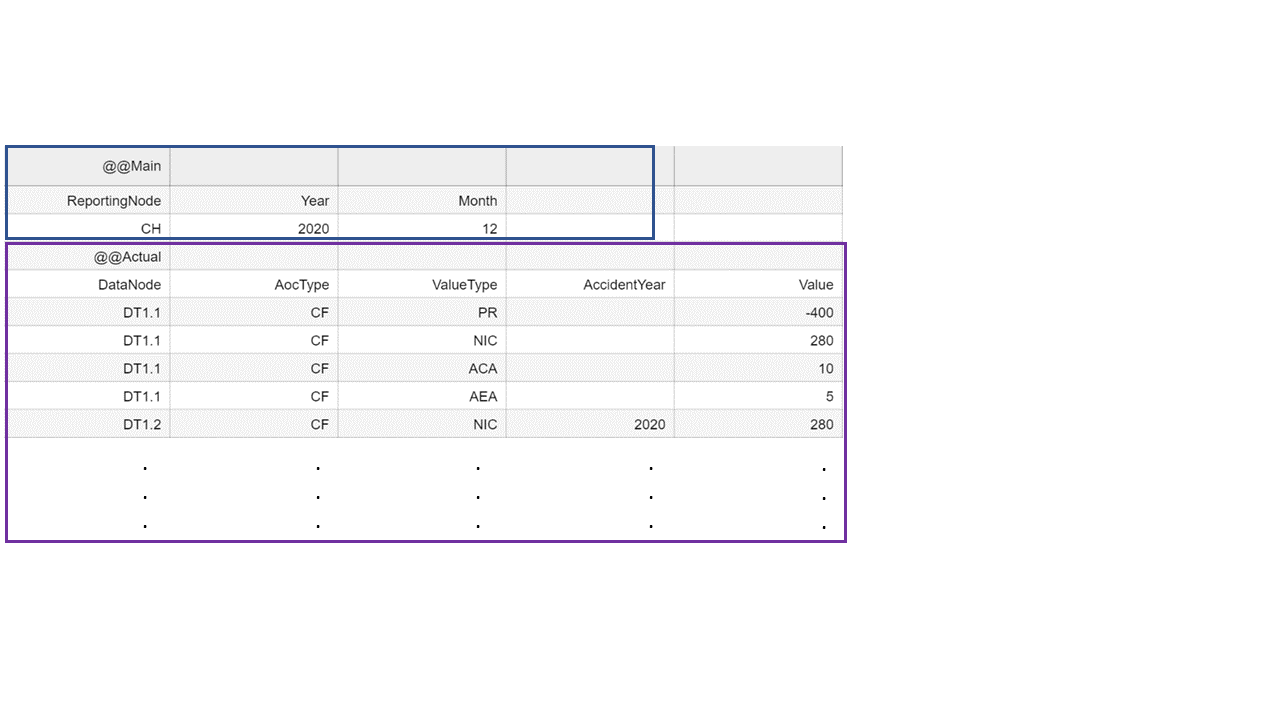 @@Main
ReportingNode Year Month
CH 2020 12
@@Actual
DataNode AocType ValueType AccidentYear Value
DT1.1 CF PR -400
DT1.1 CF NIC 280
DT1.1 CF ACA 10
DT1.1 CF AEA 5
DT1.2 CF NIC 2020 280
. . . . .
. . . . .
. . . . .